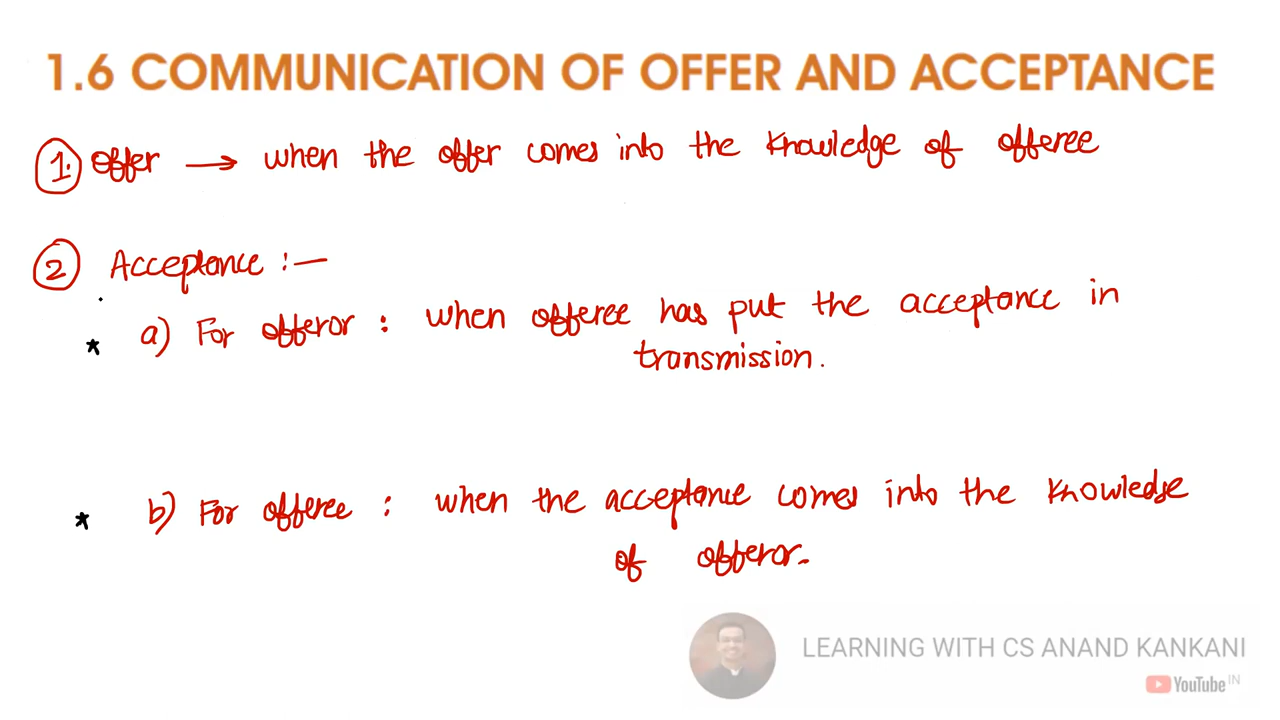 1.6 COMMUNICATION OF OFFER AND ACCEPTANCE
1. Offer → when the offer comes into the knowledge of offeree
2 Acceptance :—
* a) For offeror : when offeree has put the acceptance in
transmission.
* b) For offeree : when the acceptance comes into the knowledge
of offeror.
LEARNING WITH CS ANAND KANKANI
YouTube IN